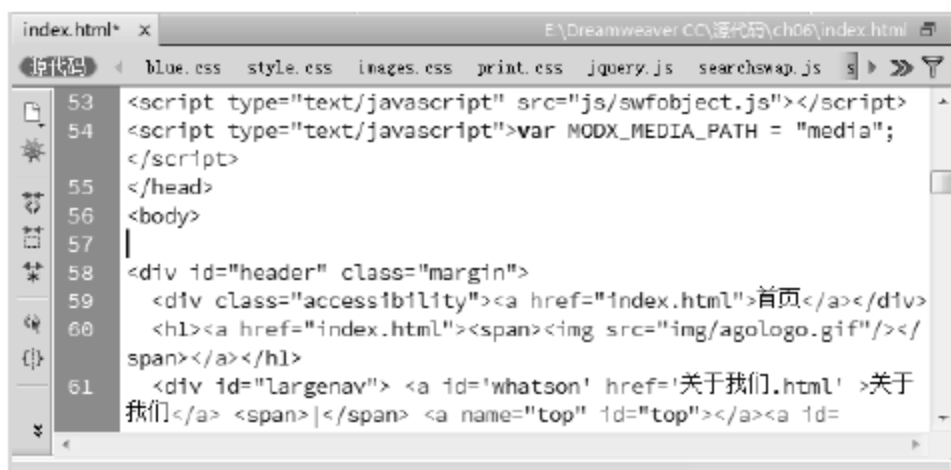 index.html* ×
E:\Dreamweaver CC\源代码\ch06\index.html
源代码 blue.css style.css images.css print.css jquery.js searchswap.js s
53 <script type="text/javascript" src="js/swfobject.js"></script>
54 <script type="text/javascript">var MODX_MEDIA_PATH = "media";
</script>
55 </head>
56 <body>
57
58 <div id="header" class="margin">
59 <div class="accessibility"><a href="index.html">首页</a></div>
60 <h1><a href="index.html"><span><img src="img/agologo.gif"/></
span></a></h1>
61 <div id="largenav"> <a id='whatson' href='关于我们.html' >关于
我们</a> <span>|</span> <a name="top" id="top"></a><a id=